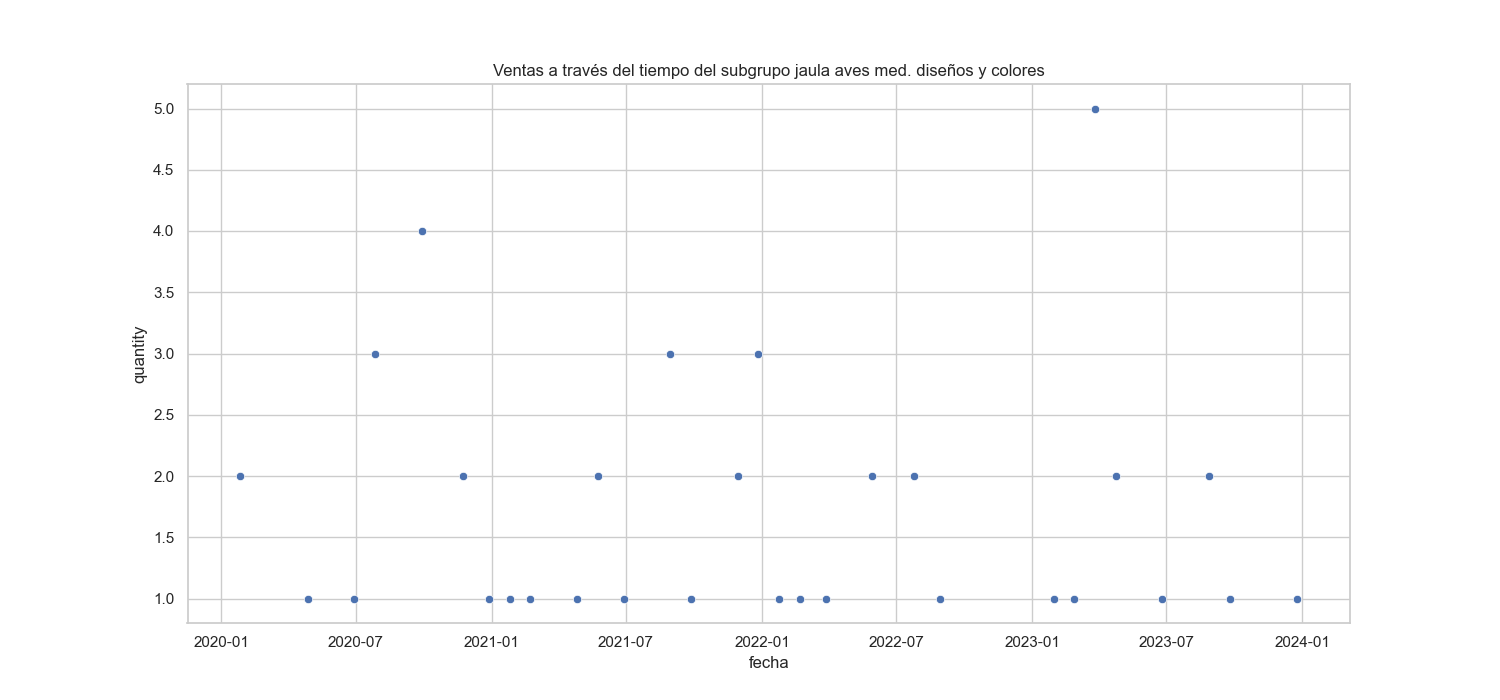 Ventas a través del tiempo del subgrupo jaula aves med. diseños y colores
5.0
4.5
4.0
3.5
3.0
2.5
2.0
1.5
1.0
quantity
2020-01 2020-07 2021-01 2021-07 2022-01 2022-07 2023-01 2023-07 2024-01
fecha